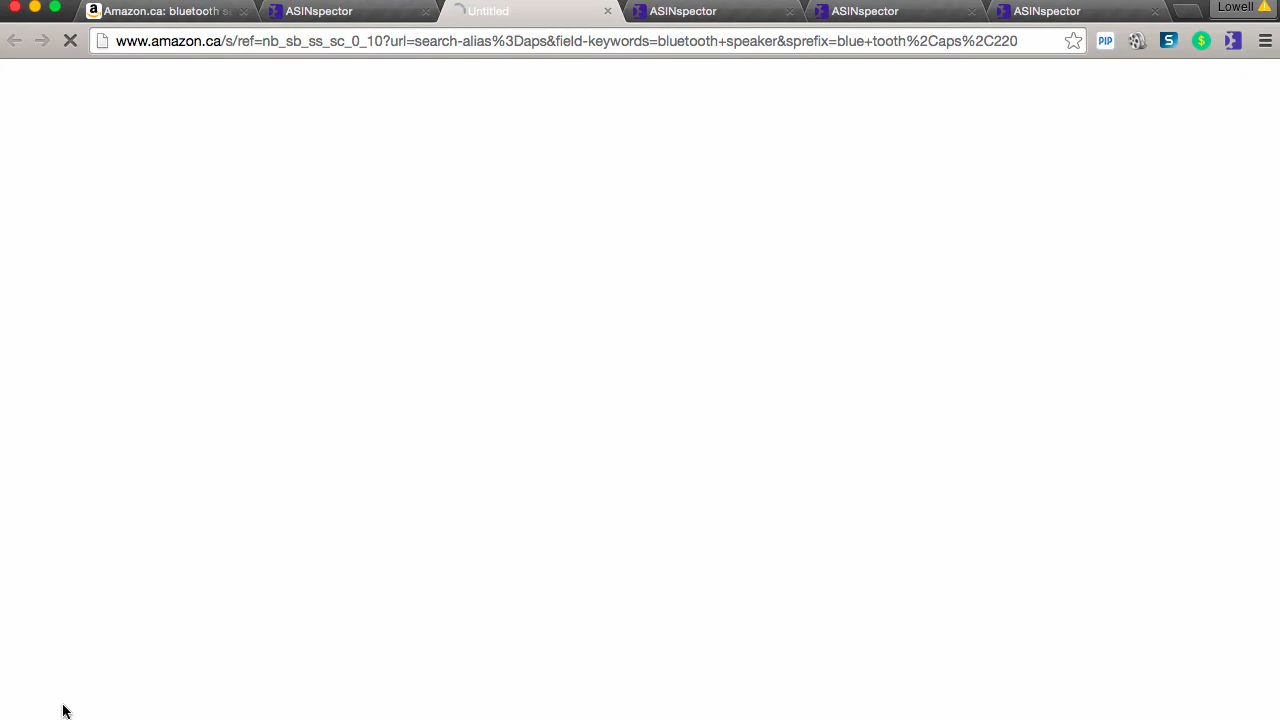 Amazon.ca: bluetooth s
ASINspector
Untitled
ASINspector
ASINspector
ASINspector
Lowell
www.amazon.ca/s/ref=nb_sb_ss_sc_0_10?url=search-alias%3Daps&field-keywords=bluetooth+speaker&sprefix=blue+tooth%2Caps%2C220
PIP
S
$